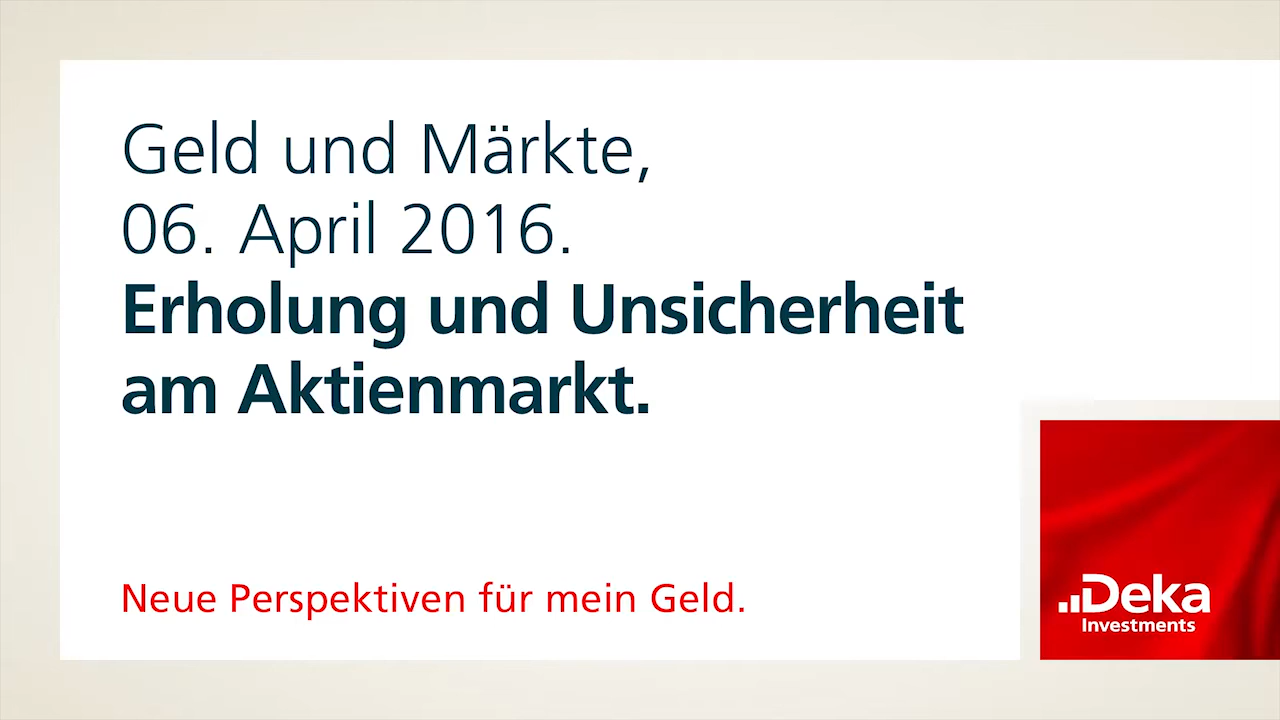 Geld und Märkte,
06. April 2016.
Erholung und Unsicherheit
am Aktienmarkt.
Neue Perspektiven für mein Geld.
Deka
Investments